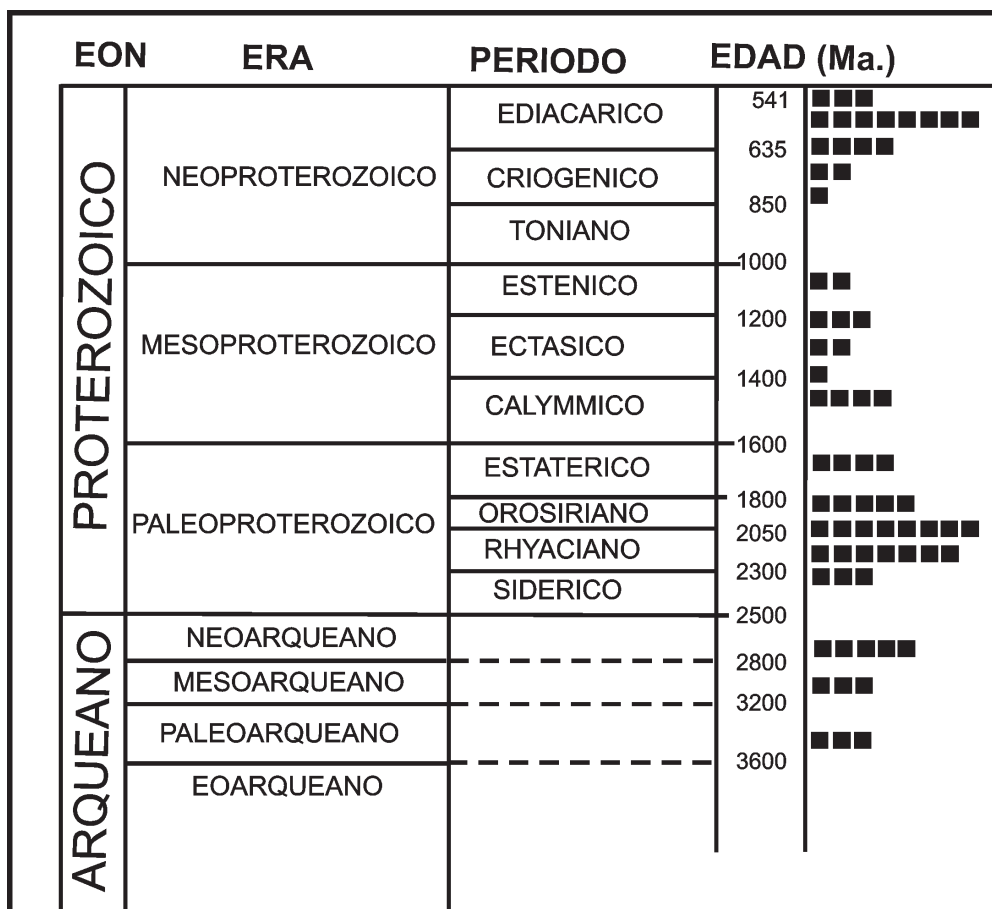 EON ERA PERIODO EDAD (Ma.)
PROTEROZOICO
NEOPROTEROZOICO
EDIACARICO
541
635
CRIOGENICO
850
TONIANO
1000
MESOPROTEROZOICO
ESTENICO
1200
ECTASICO
1400
CALYMMICO
1600
PALEOPROTEROZOICO
ESTATERICO
1800
OROSIRIANO
2050
RHYACIANO
2300
SIDERICO
2500
ARQUEANO
NEOARQUEANO
2800
MESOARQUEANO
3200
PALEOARQUEANO
3600
EOARQUEANO